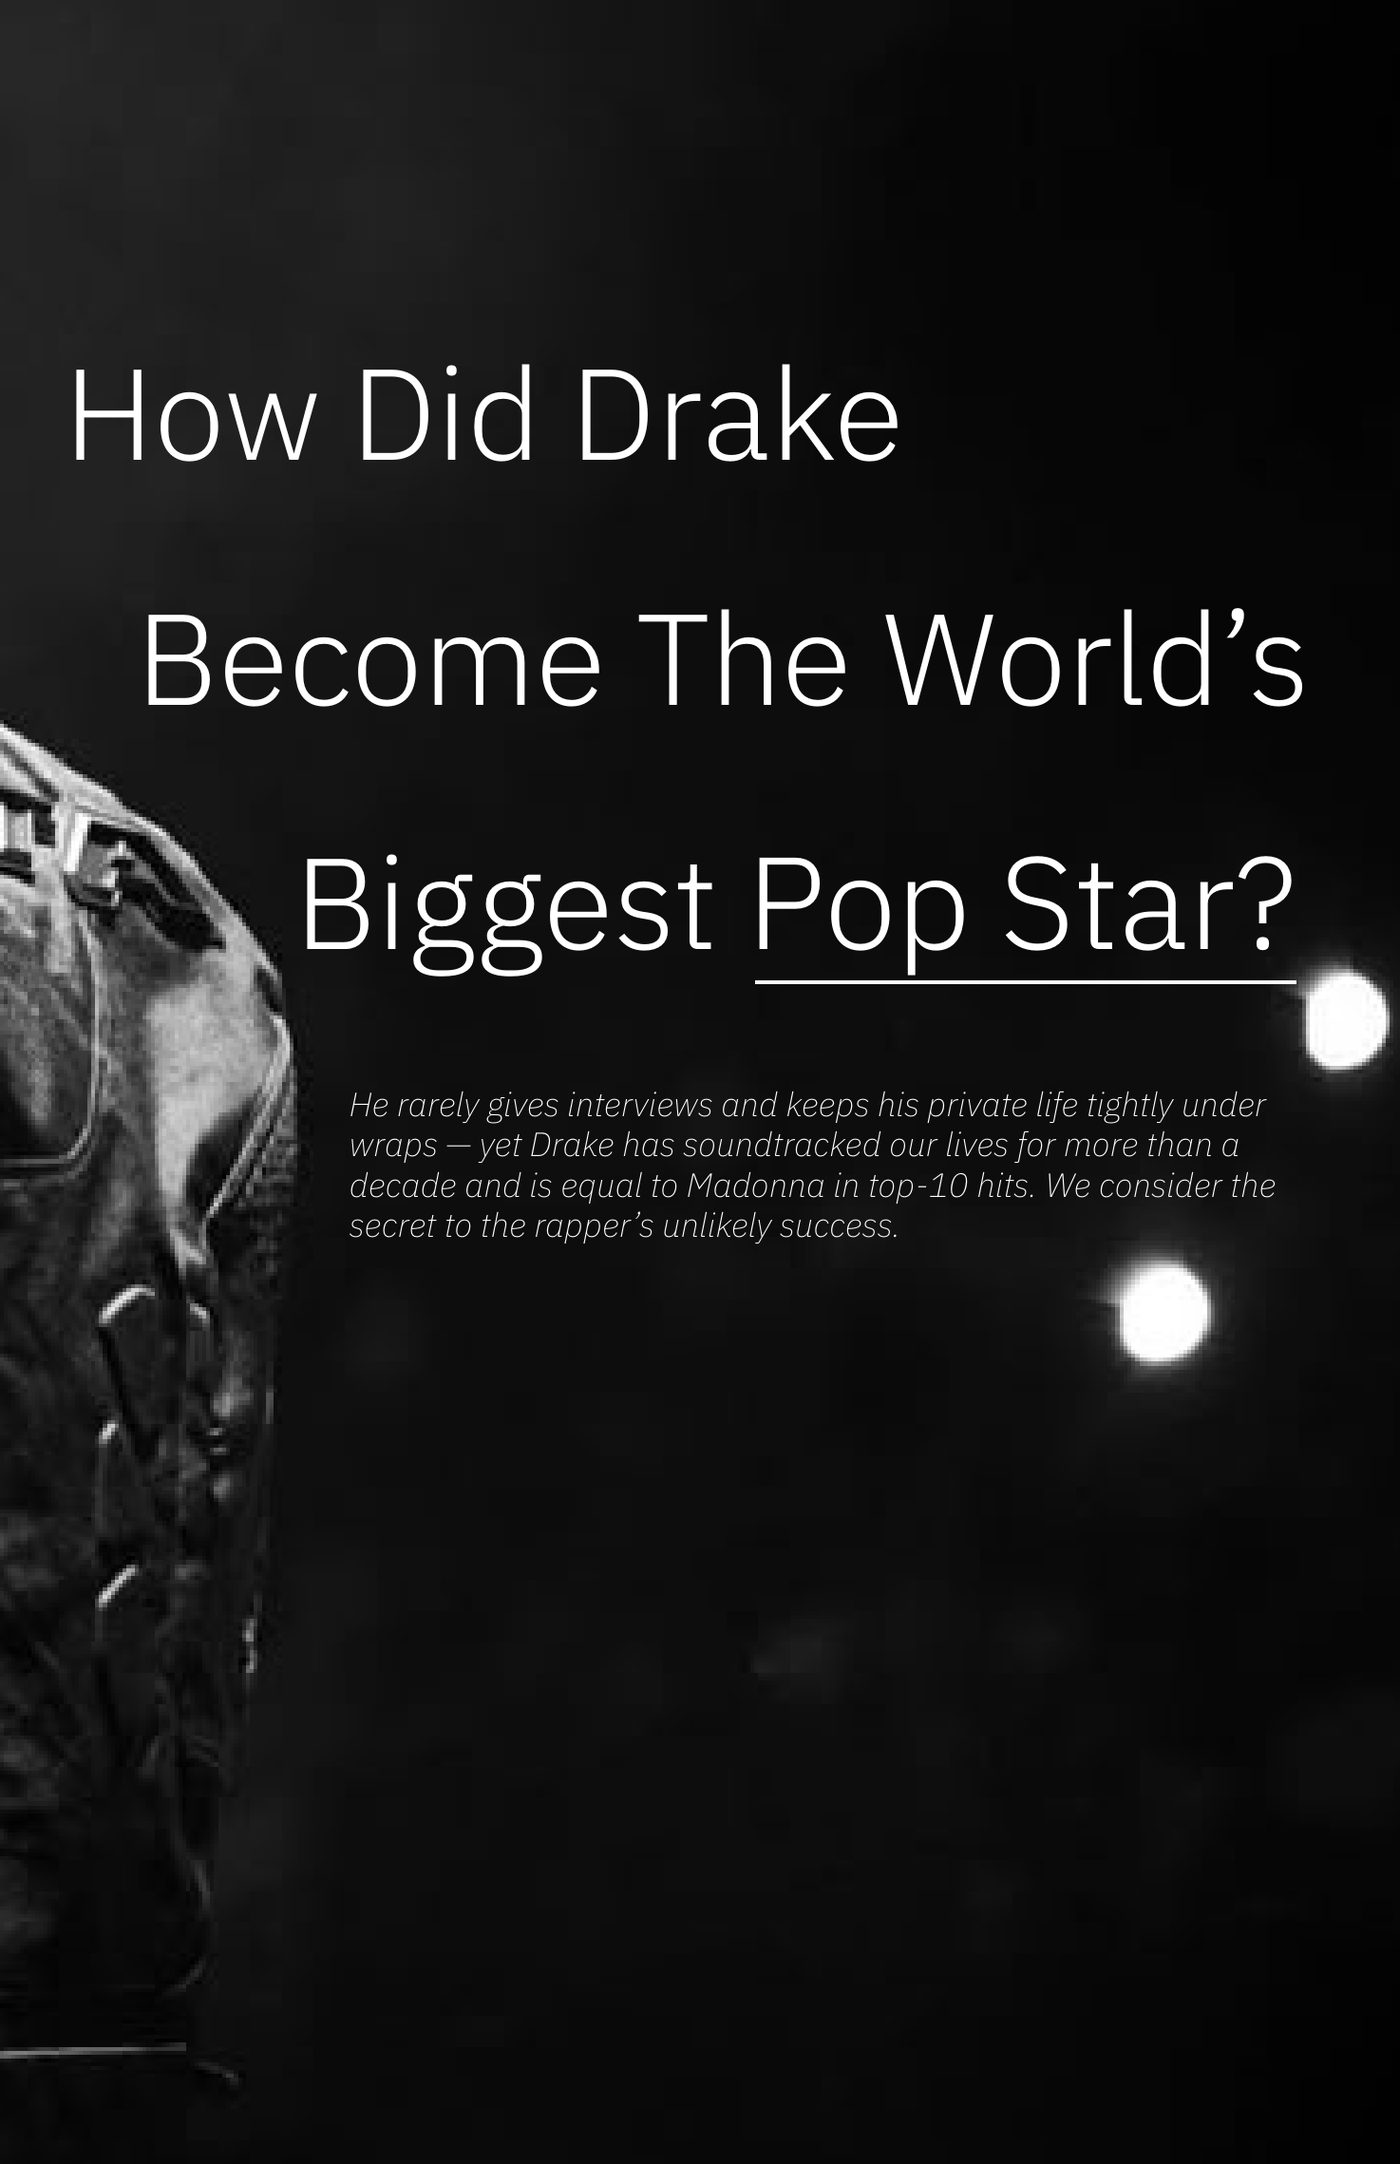 How Did Drake
Become The World’s
Biggest Pop Star?
He rarely gives interviews and keeps his private life tightly under
wraps — yet Drake has soundtracked our lives for more than a
decade and is equal to Madonna in top-10 hits. We consider the
secret to the rapper’s unlikely success.